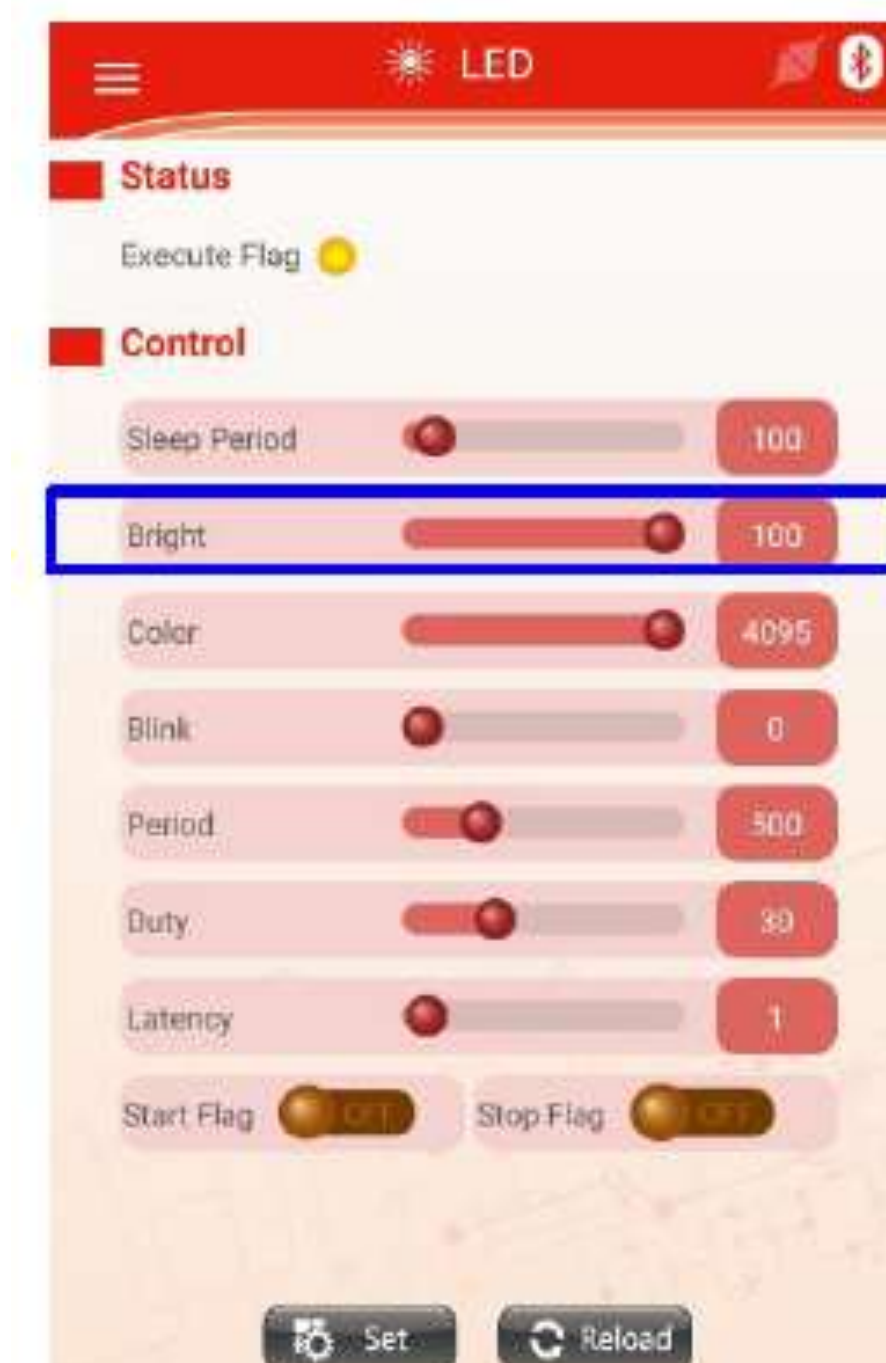 LED
Status
Execute Flag
Control
Sleep Period 100
Bright 100
Color 4095
Blink 0
Period 500
Duty 30
Latency 1
Start Flag OFF Stop Flag OFF
Set Reload